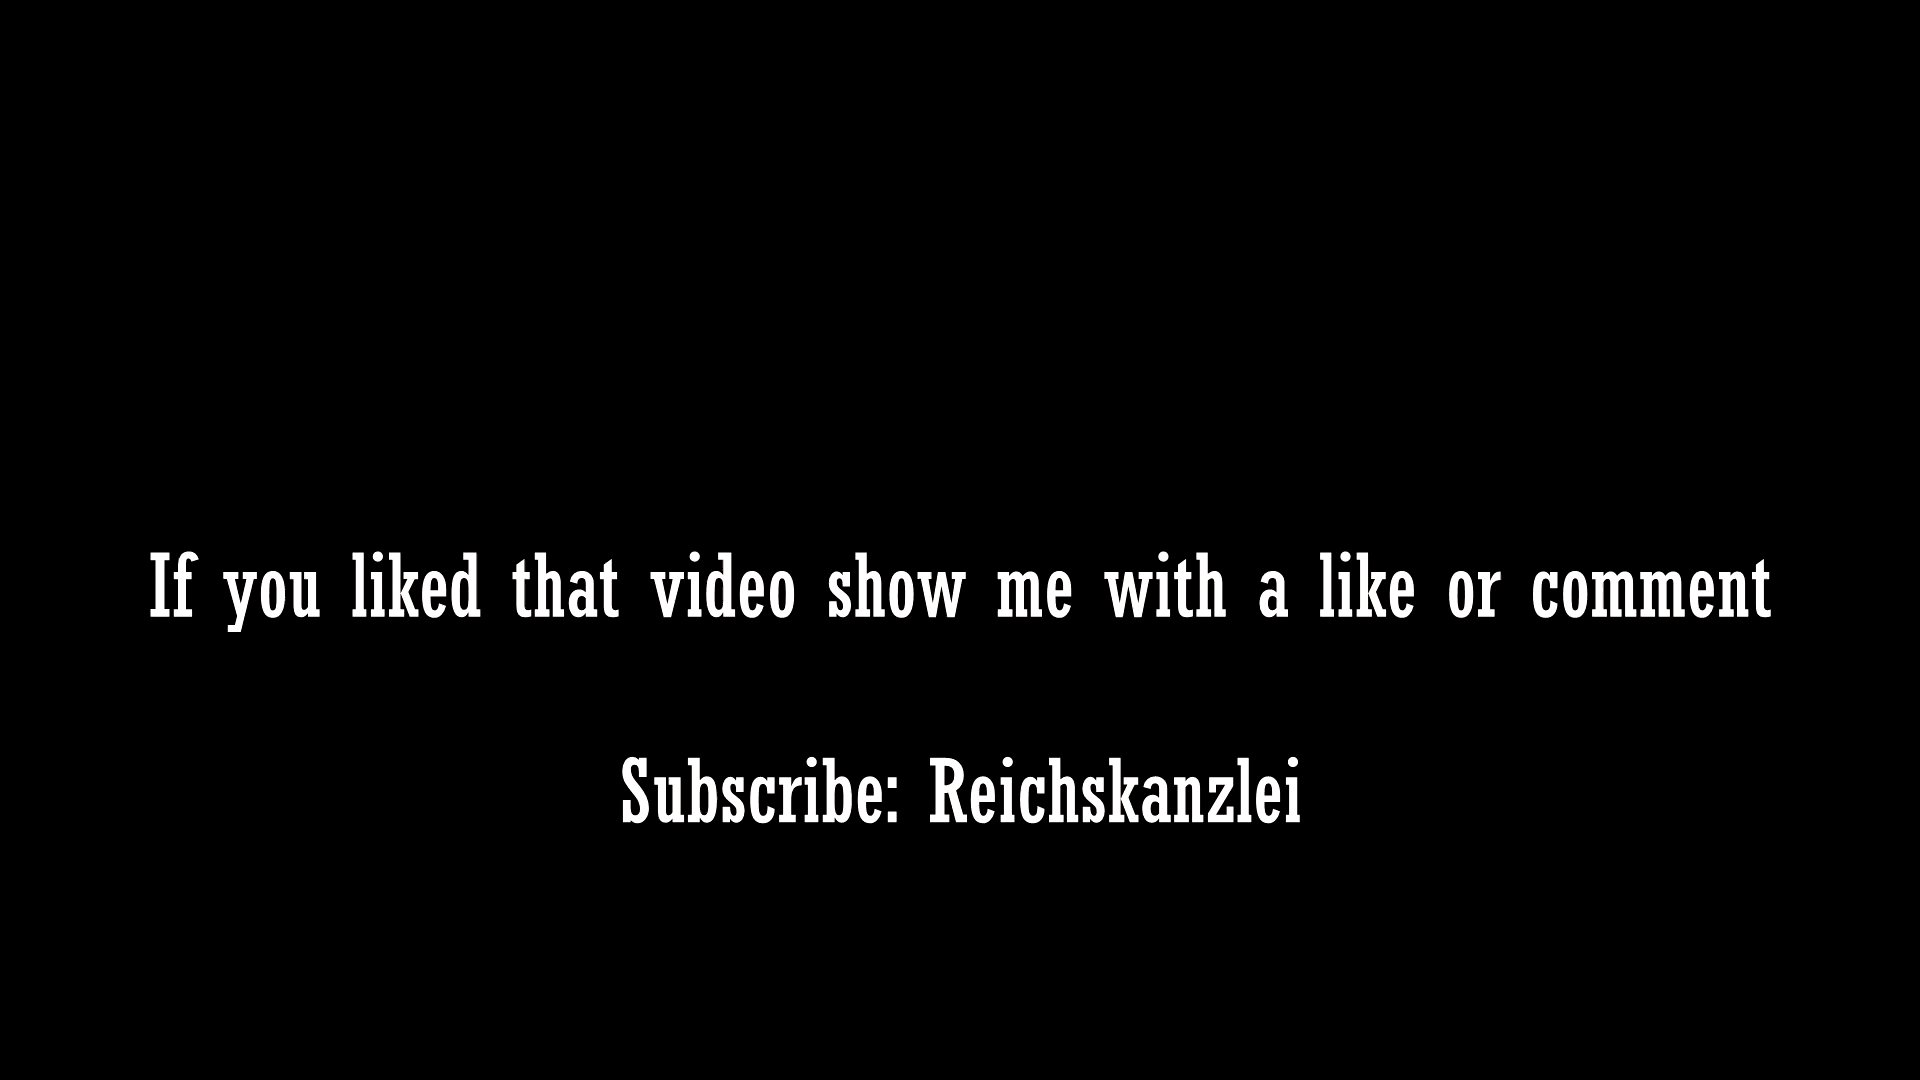 If you liked that video show me with a like or comment
Subscribe: Reichskanzlei